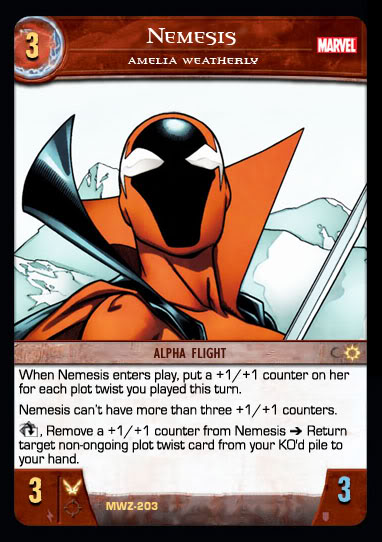 3
NEMESIS
MARVEL
AMELIA WEATHERLY
ALPHA FLIGHT
When Nemesis enters play, put a +1/+1 counter on her
for each plot twist you played this turn.
Nemesis can't have more than three +1/+1 counters.
, Remove a +1/+1 counter from Nemesis ➔ Return
target non-ongoing plot twist card from your KO'd pile to
your hand.
3
MWZ-203
3